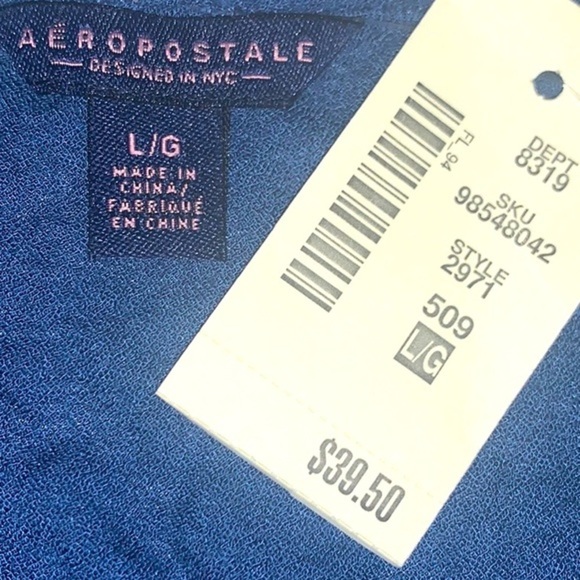 AÉROPOSTALE
DESIGNED IN NYC
L/G
MADE IN
CHINA/
FABRIQUÉ
EN CHINE
FL 94
DEPT
8319
SKU
98548042
STYLE
2971
509
L/G
$39.50